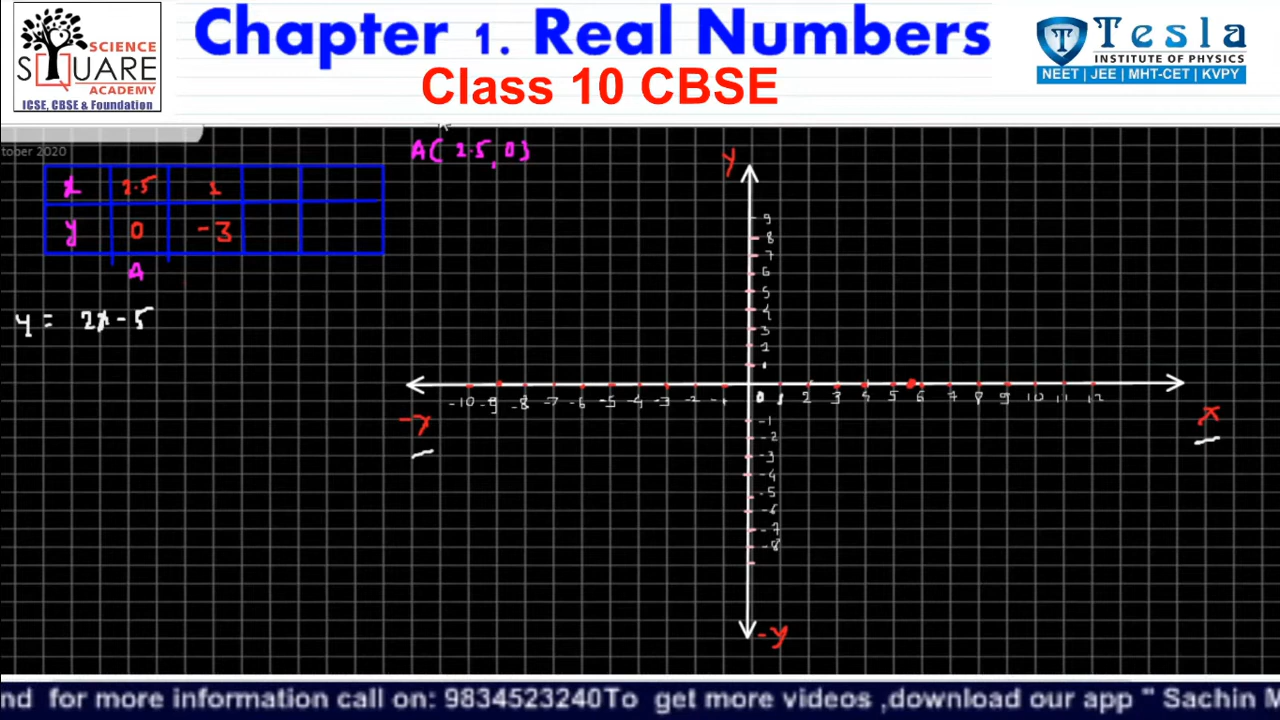 SCIENCE
SQUARE
ACADEMY
ICSE, CBSE & Foundation
Chapter 1. Real Numbers
Class 10 CBSE
Tesla
INSTITUTE OF PHYSICS
NEET | JEE | MHT-CET | KVPY
tober 2020
A( 2.5, 0)
x 2.5 1
y 0 -3
A
y = 2x - 5
y
9
8
7
6
5
4
3
2
-10 -9 -8 -7 -6 -5 -4 -3 -2 -1 0 1 2 3 4 5 6 7 8 9 10 11 12
-x
x
-1
-2
-3
-4
-5
-6
-7
-8
-y
nd for more information call on: 9834523240To get more videos ,download our app " Sachin M